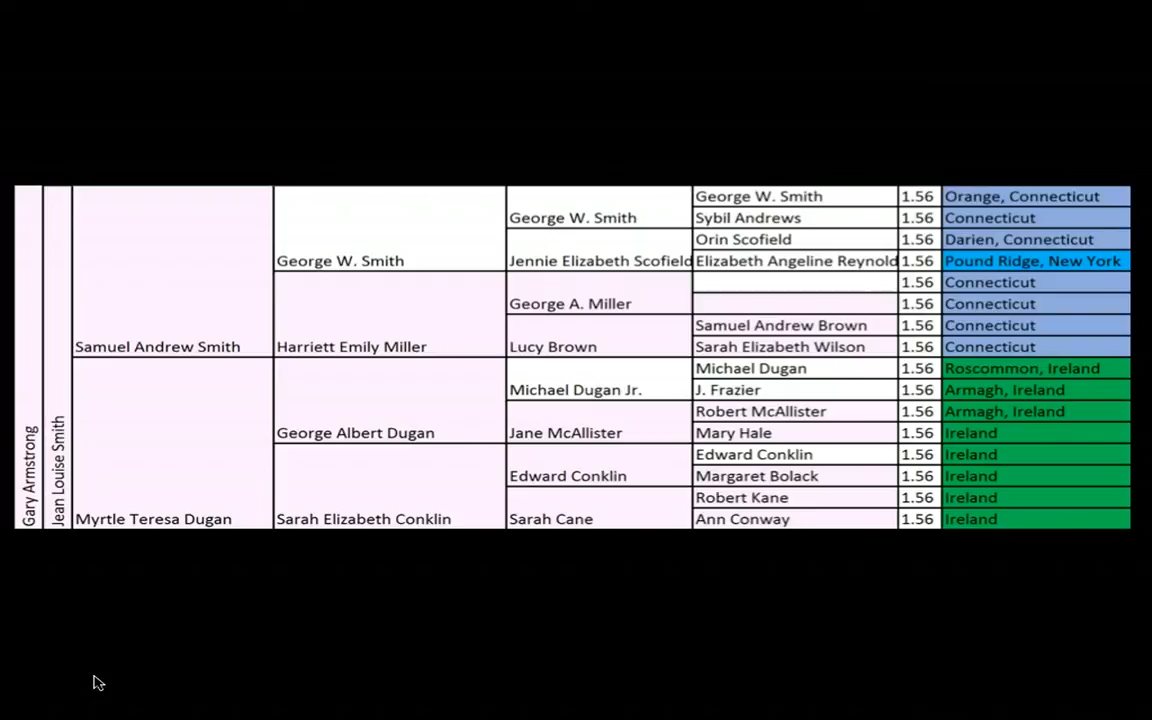 George W. Smith 1.56 Orange, Connecticut
George W. Smith Sybil Andrews 1.56 Connecticut
Orin Scofield 1.56 Darien, Connecticut
George W. Smith Jennie Elizabeth Scofield Elizabeth Angeline Reynold 1.56 Pound Ridge, New York
1.56 Connecticut
George A. Miller 1.56 Connecticut
Samuel Andrew Brown 1.56 Connecticut
Samuel Andrew Smith Harriett Emily Miller Lucy Brown Sarah Elizabeth Wilson 1.56 Connecticut
Michael Dugan 1.56 Roscommon, Ireland
Michael Dugan Jr. J. Frazier 1.56 Armagh, Ireland
Robert McAllister 1.56 Armagh, Ireland
George Albert Dugan Jane McAllister Mary Hale 1.56 Ireland
Edward Conklin 1.56 Ireland
Edward Conklin Margaret Bolack 1.56 Ireland
Robert Kane 1.56 Ireland
Gary Armstrong
Jean Louise Smith
Myrtle Teresa Dugan Sarah Elizabeth Conklin Sarah Cane Ann Conway 1.56 Ireland